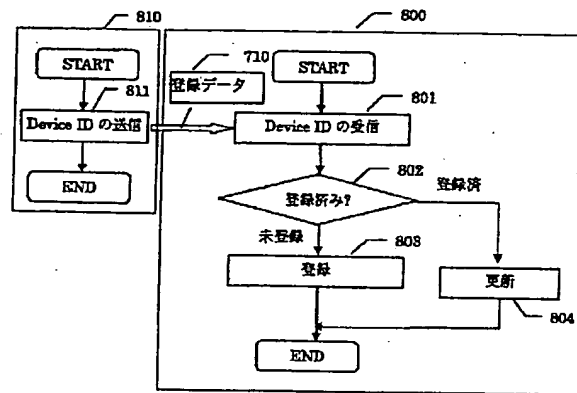 810
START
811
Device ID の送信
END
800
710
登録データ
START
801
Device ID の受信
802
登録済み?
登録済
未登録
803
登録
更新
804
END